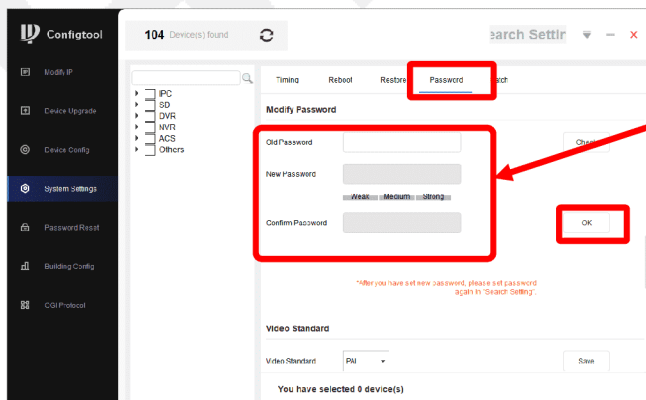 Configtool
104 Device(s) found
earch Settir
Modify IP
Device Upgrade
Device Config
System Settings
Password Reset
Building Config
CGI Protocol
IPC
SD
DVR
NVR
ACS
Others
Timing Reboot Restore Password
Modify Password
Old Password
New Password
Weak Medium Strong
Confirm Password
OK
*After you have set new password, please set password
again in "Search Setting".
Video Standard
Video Standard PAL Save
You have selected 0 device(s)